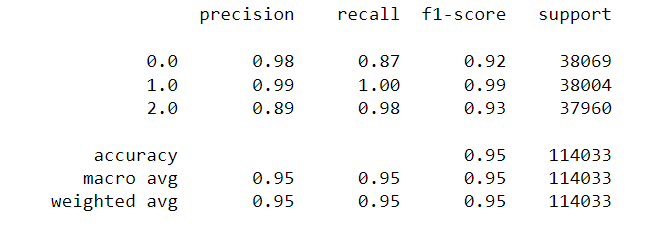 precision recall f1-score support
0.0 0.98 0.87 0.92 38069
1.0 0.99 1.00 0.99 38004
2.0 0.89 0.98 0.93 37960
accuracy 0.95 114033
macro avg 0.95 0.95 0.95 114033
weighted avg 0.95 0.95 0.95 114033